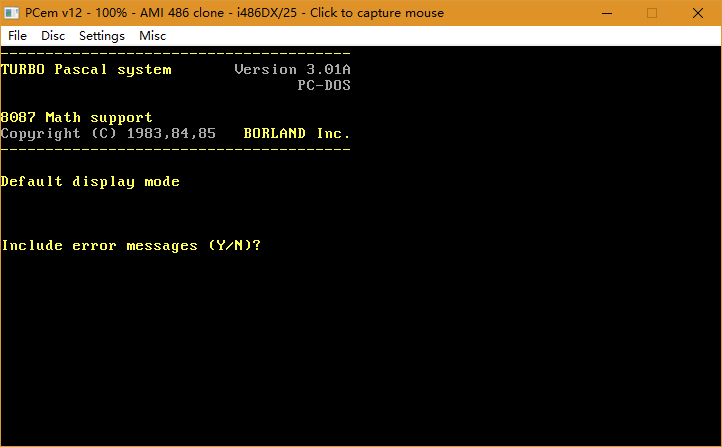 PCem v12 - 100% - AMI 486 clone - i486DX/25 - Click to capture mouse
File Disc Settings Misc
---------------------------------------
TURBO Pascal system Version 3.01A
PC-DOS
8087 Math support
Copyright (C) 1983,84,85 BORLAND Inc.
---------------------------------------
Default display mode
Include error messages (Y/N)?